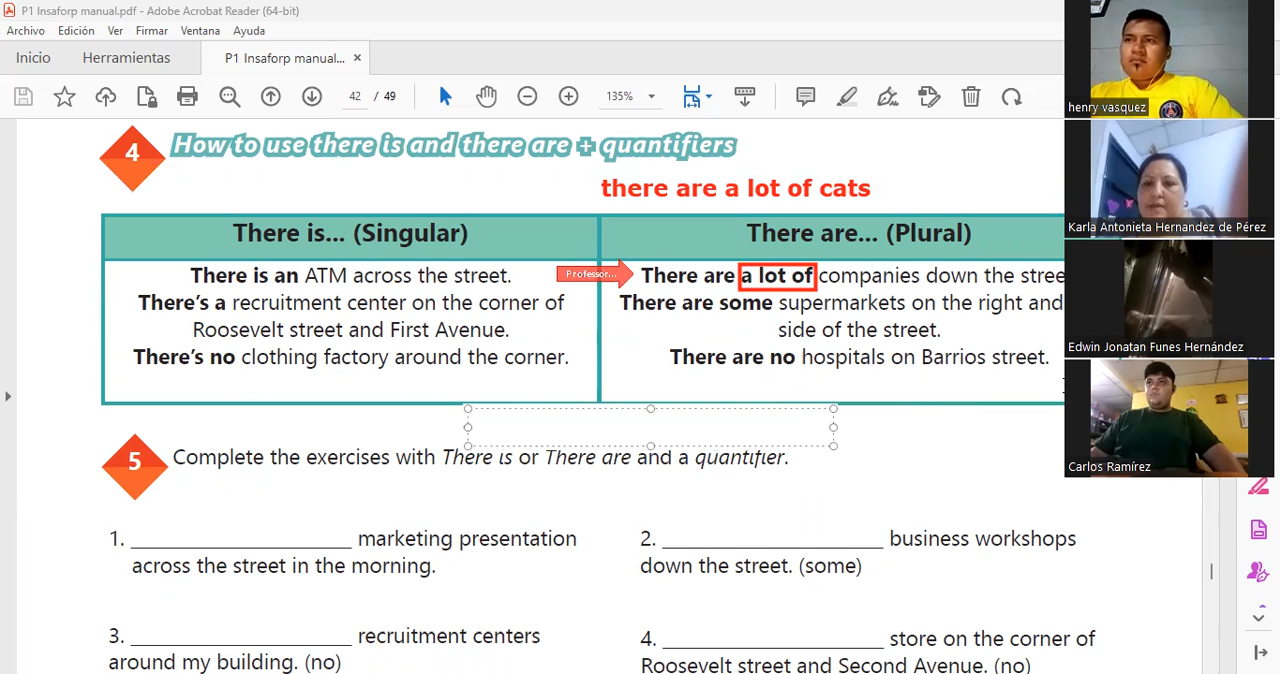 P1 Insaforp manual.pdf - Adobe Acrobat Reader (64-bit)
Archivo Edición Ver Firmar Ventana Ayuda
Inicio Herramientas P1 Insaforp manual... ×
42 / 49 135%
4 How to use there is and there are + quantifiers
there are a lot of cats
There is... (Singular)
There are... (Plural)
There is an ATM across the street.
There's a recruitment center on the corner of
Roosevelt street and First Avenue.
There's no clothing factory around the corner.
Professor...
There are a lot of companies down the stree
There are some supermarkets on the right and
side of the street.
There are no hospitals on Barrios street.
5 Complete the exercises with There is or There are and a quantifier.
1. ____________________ marketing presentation
across the street in the morning.
2. ____________________ business workshops
down the street. (some)
3. ____________________ recruitment centers
around my building. (no)
4. ____________________ store on the corner of
Roosevelt street and Second Avenue. (no)
henry vasquez
Karla Antonieta Hernandez de Pérez
Edwin Jonatan Funes Hernández
Carlos Ramírez